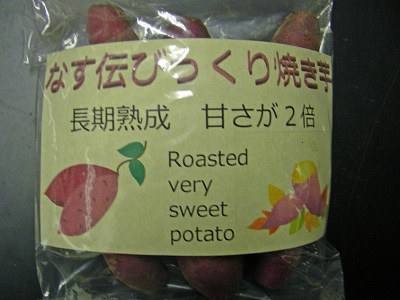 なす伝びっくり焼き芋
長期熟成 甘さが2倍
Roasted
very
sweet
potato